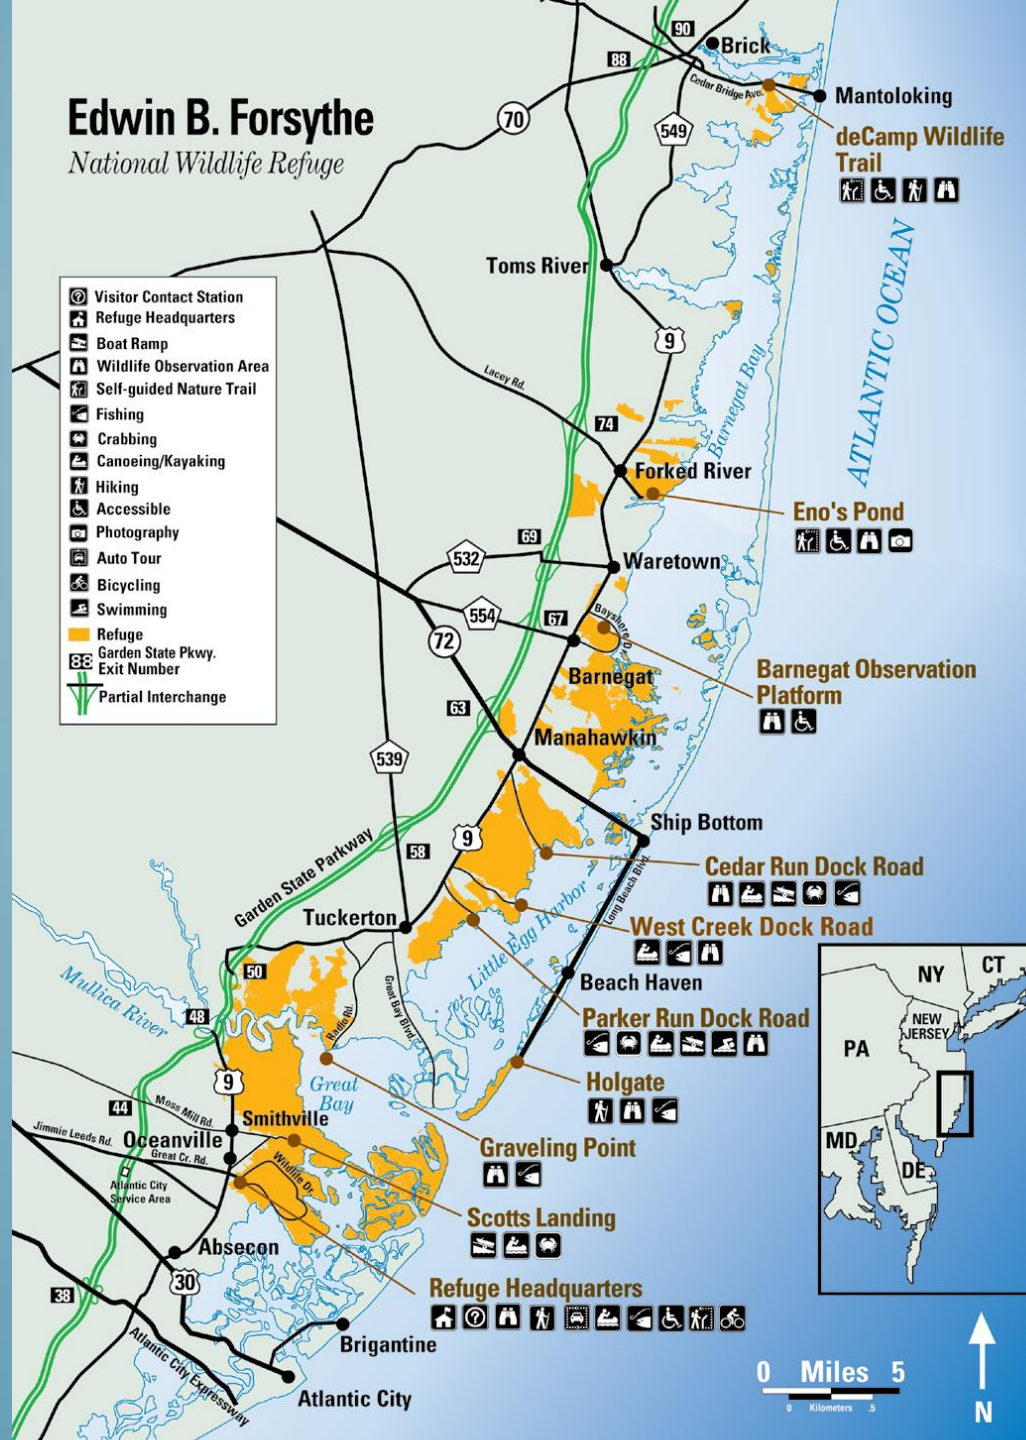 Edwin B. Forsythe
National Wildlife Refuge
90
Brick
88
Cedar Bridge Ave.
Mantoloking
70
549
deCamp Wildlife
Trail
ATLANTIC OCEAN
Toms River
Visitor Contact Station
Refuge Headquarters
Boat Ramp
Wildlife Observation Area
Self-guided Nature Trail
Fishing
Crabbing
Canoeing/Kayaking
Hiking
Accessible
Photography
Auto Tour
Bicycling
Swimming
Refuge
88
Garden State Pkwy.
Exit Number
Partial Interchange
9
Lacey Rd.
Barnegat Bay
74
Forked River
Eno's Pond
69
532
Waretown
554
67
Bayshore Dr.
72
Barnegat
Barnegat Observation
Platform
63
Manahawkin
539
9
Ship Bottom
58
Garden State Parkway
Cedar Run Dock Road
Long Beach Blvd.
Tuckerton
West Creek Dock Road
Little Egg Harbor
50
Beach Haven
Mullica River
Great Bay Blvd.
Radio Rd.
48
Parker Run Dock Road
9
Great
Bay
Holgate
44
Moss Mill Rd.
Smithville
Jimmie Leeds Rd.
Oceanville
Great Cr. Rd.
Graveling Point
Wildlife Dr.
Atlantic City
Service Area
Scotts Landing
Absecon
30
Refuge Headquarters
38
Brigantine
Atlantic City Expressway
Atlantic City
NY
CT
NEW
JERSEY
PA
MD
DE
0 Miles 5
0 Kilometers .5
N